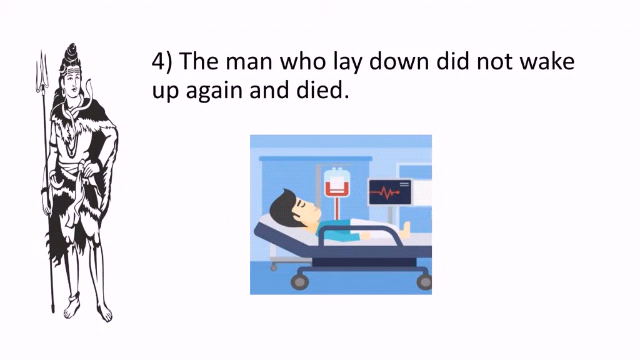 4) The man who lay down did not wake
up again and died.